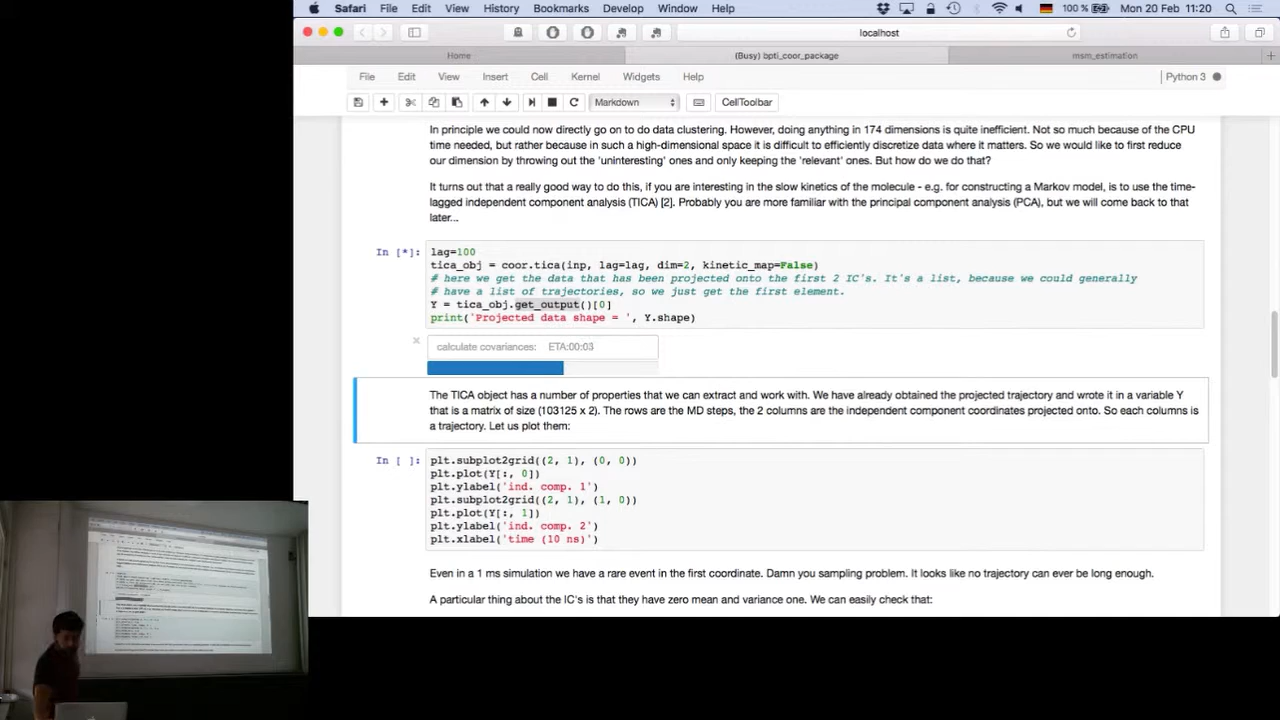 Safari File Edit View History Bookmarks Develop Window Help 100 % Mon 20 Feb 11:20
localhost
Home (Busy) bpti_coor_package msm_estimation
File Edit View Insert Cell Kernel Widgets Help Python 3
Markdown CellToolbar
In principle we could now directly go on to do data clustering. However, doing anything in 174 dimensions is quite inefficient. Not so much because of the CPU
time needed, but rather because in such a high-dimensional space it is difficult to efficiently discretize data where it matters. So we would like to first reduce
our dimension by throwing out the 'uninteresting' ones and only keeping the 'relevant' ones. But how do we do that?
It turns out that a really good way to do this, if you are interesting in the slow kinetics of the molecule - e.g. for constructing a Markov model, is to use the time-
lagged independent component analysis (TICA) [2]. Probably you are more familiar with the principal component analysis (PCA), but we will come back to that
later...
In [*]: lag=100
tica_obj = coor.tica(inp, lag=lag, dim=2, kinetic_map=False)
# here we get the data that has been projected onto the first 2 IC's. It's a list, because we could generally
# have a list of trajectories, so we just get the first element.
Y = tica_obj.get_output()[0]
print('Projected data shape = ', Y.shape)
calculate covariances: ETA:00:03
The TICA object has a number of properties that we can extract and work with. We have already obtained the projected trajectory and wrote it in a variable Y
that is a matrix of size (103125 x 2). The rows are the MD steps, the 2 columns are the independent component coordinates projected onto. So each columns is
a trajectory. Let us plot them:
In [ ]: plt.subplot2grid((2, 1), (0, 0))
plt.plot(Y[:, 0])
plt.ylabel('ind. comp. 1')
plt.subplot2grid((2, 1), (1, 0))
plt.plot(Y[:, 1])
plt.ylabel('ind. comp. 2')
plt.xlabel('time (10 ns)')
Even in a 1 ms simulation we have a rare event in the first coordinate. Damn you sampling problem. It looks like no trajectory can ever be long enough.
A particular thing about the IC's is that they have zero mean and variance one. We can easily check that: